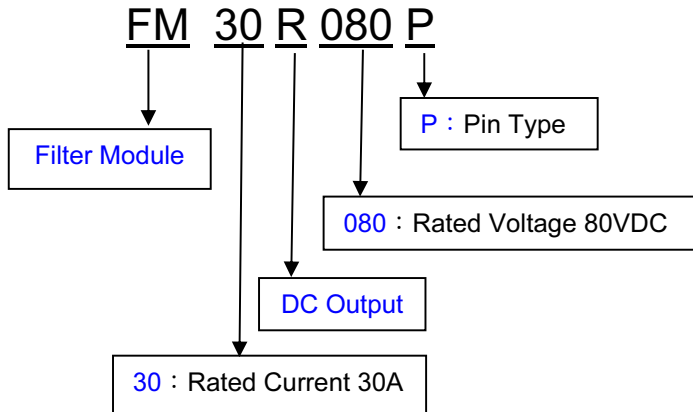 FM 30 R 080 P
P：Pin Type
Filter Module
080：Rated Voltage 80VDC
DC Output
30：Rated Current 30A